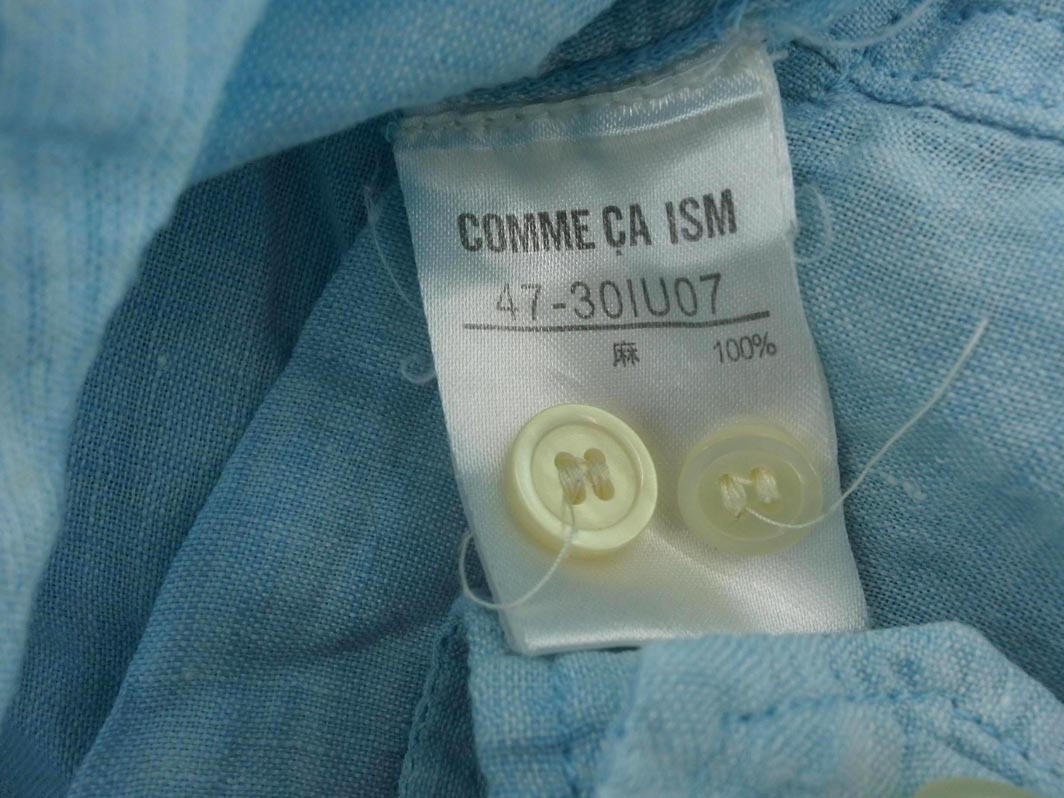 COMME ÇA ISM
47-30IU07
麻 100%